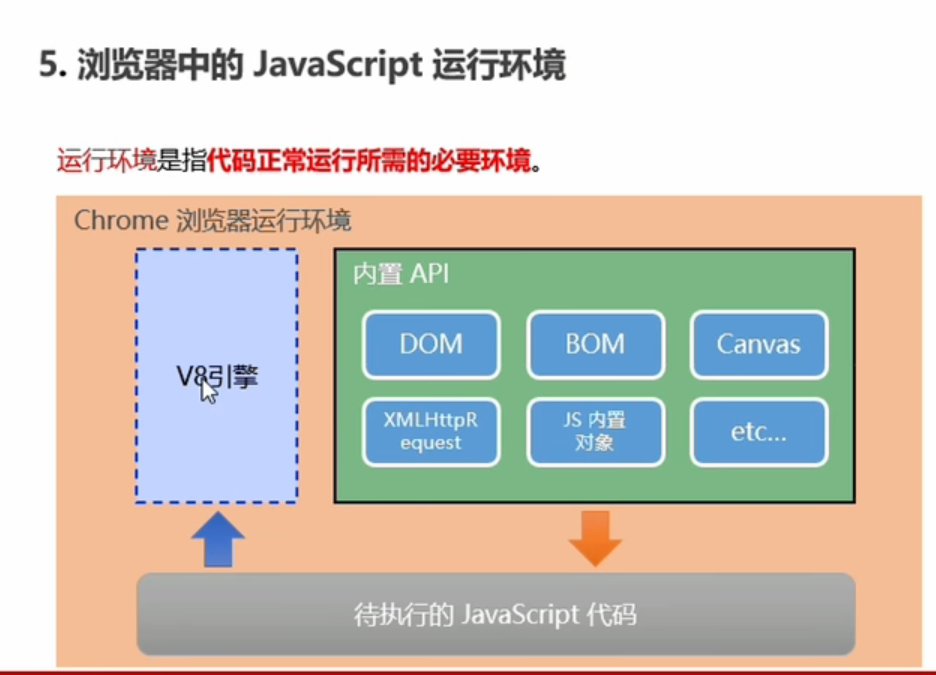 5. 浏览器中的 JavaScript 运行环境
运行环境是指代码正常运行所需的必要环境。
Chrome 浏览器运行环境
V8引擎
内置 API
DOM
BOM
Canvas
XMLHttpR
equest
JS 内置
对象
etc...
待执行的 JavaScript 代码